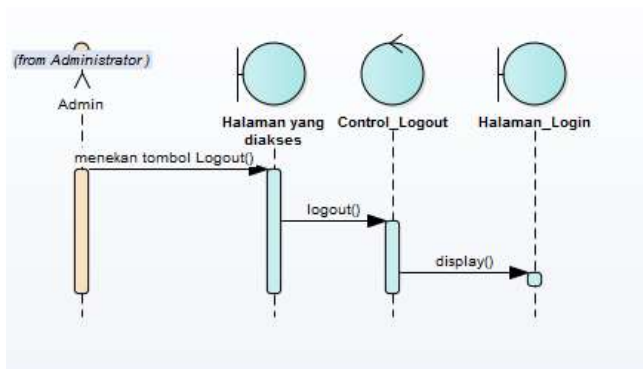 (from Administrator)
Admin
Halaman yang
diakses
Control_Logout
Halaman_Login
menekan tombol Logout()
logout()
display()